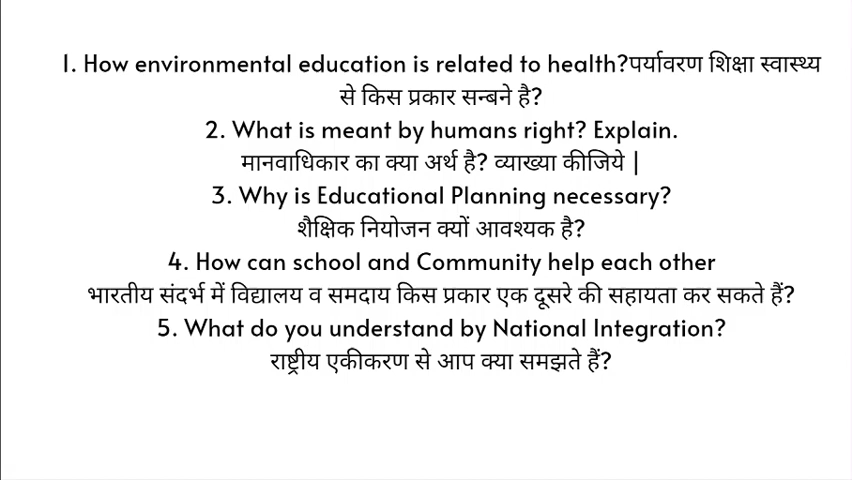 1. How environmental education is related to health?पर्यावरण शिक्षा स्वास्थ्य
से किस प्रकार सन्बने है?
2. What is meant by humans right? Explain.
मानवाधिकार का क्या अर्थ है? व्याख्या कीजिये |
3. Why is Educational Planning necessary?
शैक्षिक नियोजन क्यों आवश्यक है?
4. How can school and Community help each other
भारतीय संदर्भ में विद्यालय व समदाय किस प्रकार एक दूसरे की सहायता कर सकते हैं?
5. What do you understand by National Integration?
राष्ट्रीय एकीकरण से आप क्या समझते हैं?